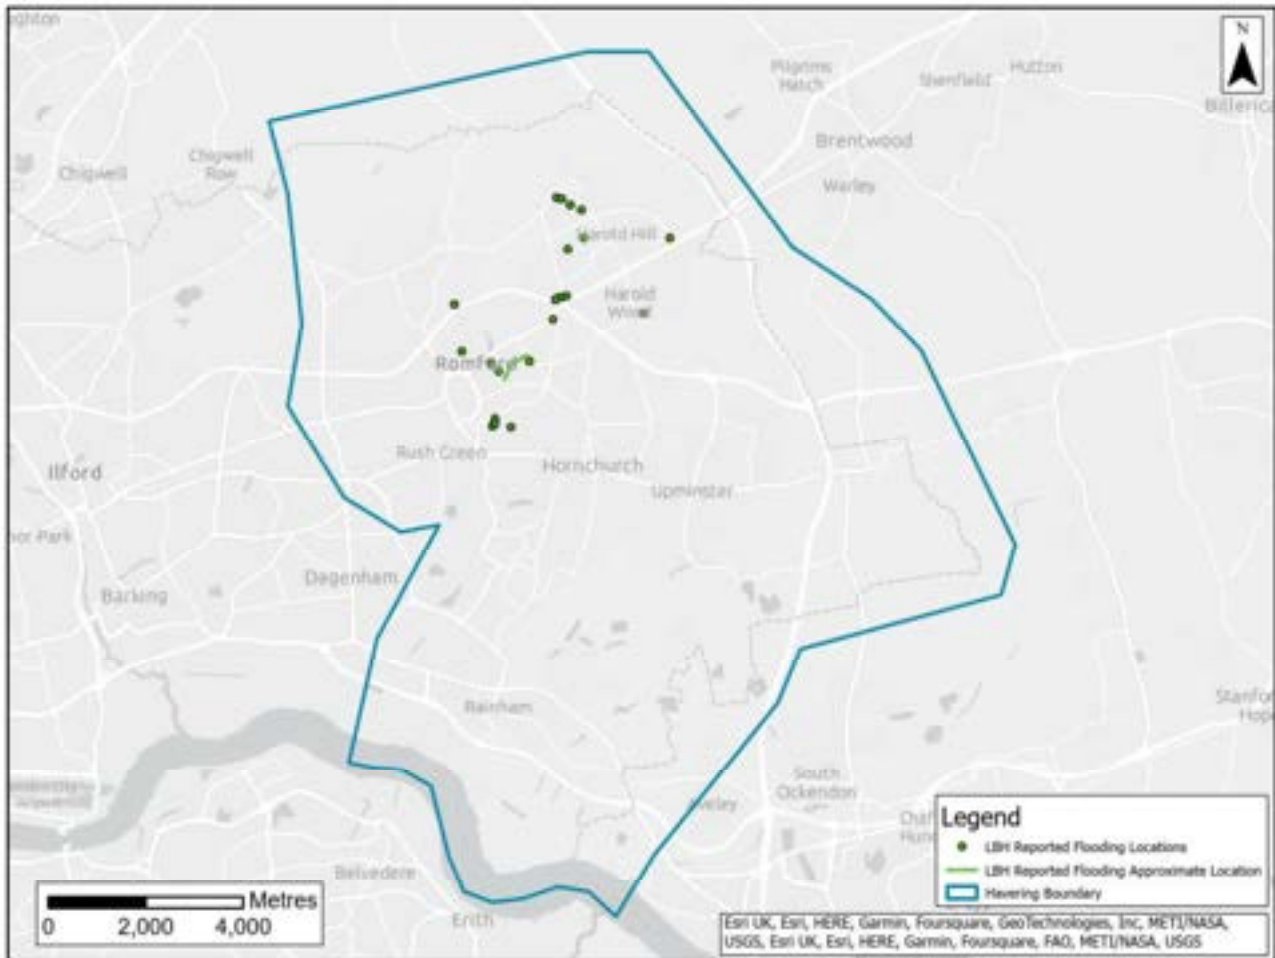 N
Pilgrims
Hatch
Shenfield
Hutton
Brentwood
Chigwell
Chigwell
Row
Warley
Harold Hill
Harold
Romford
Rush Green
Hornchurch
Ilford
Upminster
Dagenham
Barking
Rainham
South
Ockendon
Belvedere
Erith
Legend
LBH Reported Flooding Locations
LBH Reported Flooding Approximate Location
Havering Boundary
Metres
0 2,000 4,000
Esri UK, Esri, HERE, Garmin, Foursquare, GeoTechnologies, Inc, METI/NASA,
USGS, Esri UK, Esri, HERE, Garmin, Foursquare, FAO, METI/NASA, USGS